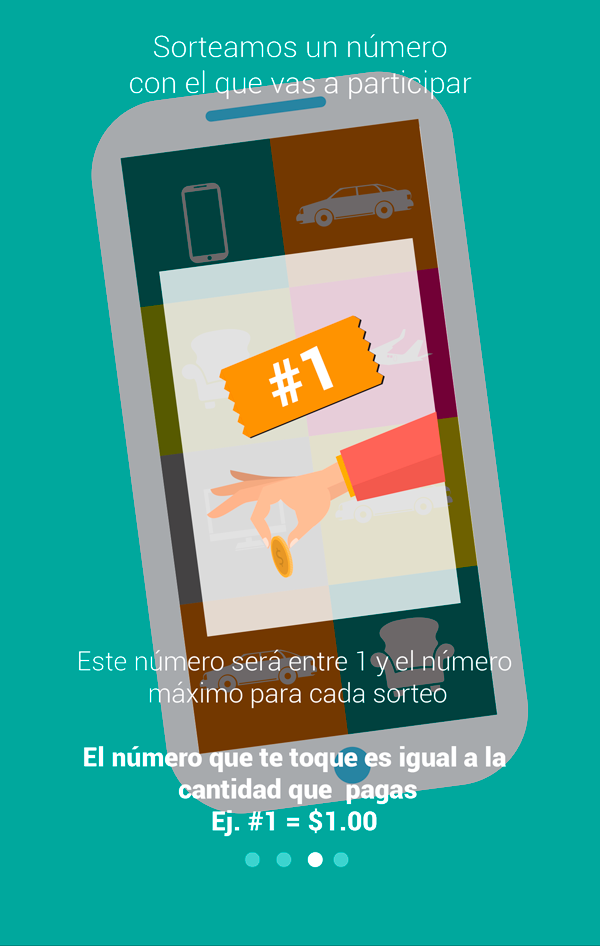 Sorteamos un número
con el que vas a participar
#1
Este número será entre 1 y el número
máximo para cada sorteo
El número que te toque es igual a la
cantidad que pagas
Ej. #1 = $1.00